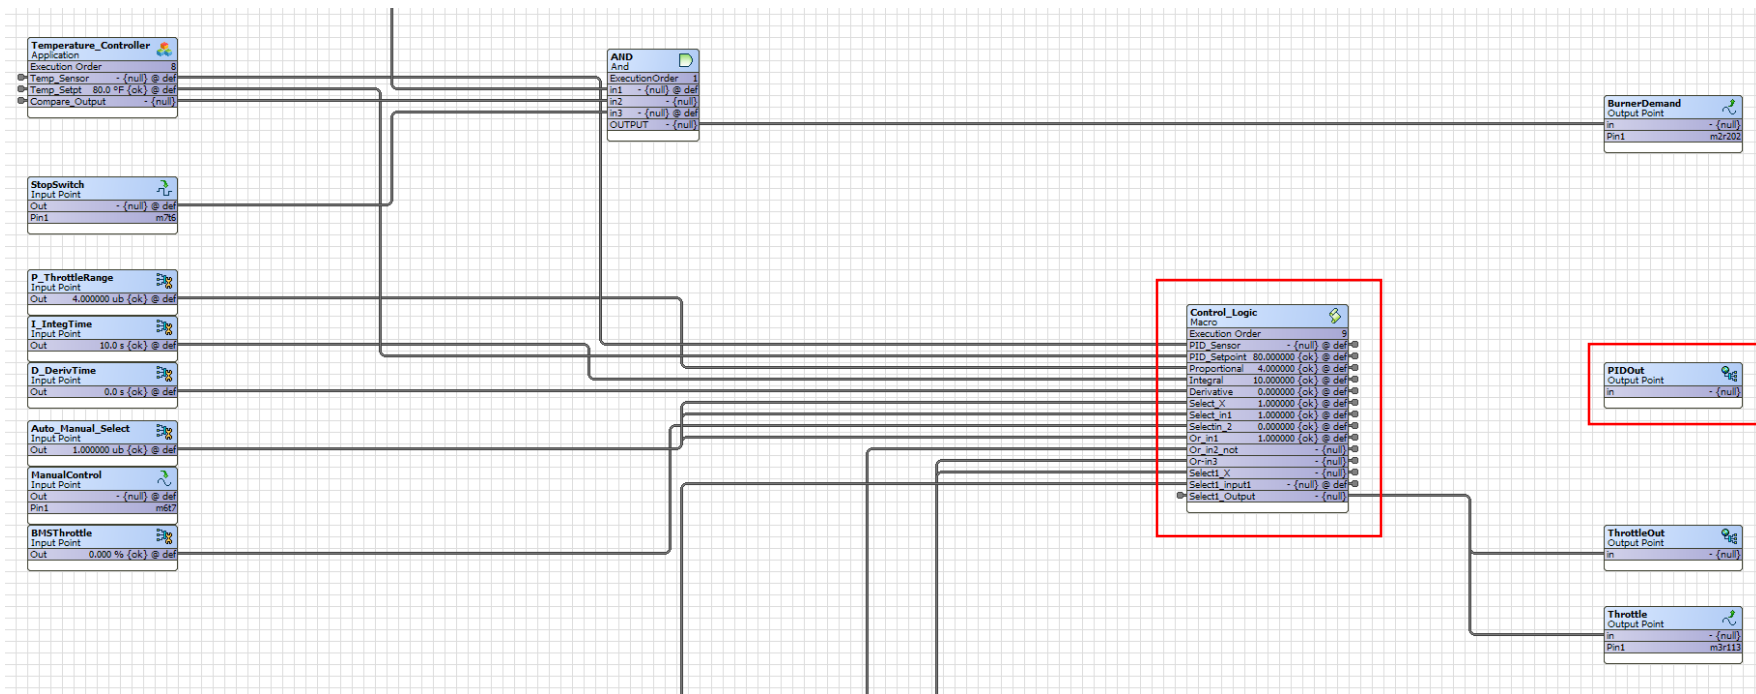 Temperature_Controller
Application
Execution Order 8
Temp_Sensor - {null} @ def
Temp_Setpt 80.0 °F {ok} @ def
Compare_Output - {null}
AND
And
ExecutionOrder 1
in1 - {null} @ def
in2 - {null}
in3 - {null} @ def
OUTPUT - {null}
BurnerDemand
Output Point
in - {null}
Pin1 m2r202
StopSwitch
Input Point
Out - {null} @ def
Pin1 m7t6
P_ThrottleRange
Input Point
Out 4.000000 ub {ok} @ def
I_IntegTime
Input Point
Out 10.0 s {ok} @ def
D_DerivTime
Input Point
Out 0.0 s {ok} @ def
Auto_Manual_Select
Input Point
Out 1.000000 ub {ok} @ def
ManualControl
Input Point
Out - {null} @ def
Pin1 m6t7
BMSThrottle
Input Point
Out 0.000 % {ok} @ def
Control_Logic
Macro
Execution Order 9
PID_Sensor - {null} @ def
PID_Setpoint 80.000000 {ok} @ def
Proportional 4.000000 {ok} @ def
Integral 10.000000 {ok} @ def
Derivative 0.000000 {ok} @ def
Select_X 1.000000 {ok} @ def
Select_in1 1.000000 {ok} @ def
Selectin_2 0.000000 {ok} @ def
Or_in1 1.000000 {ok} @ def
Or_in2_not - {null}
Or-in3 - {null}
Select1_X - {null}
Select1_input1 - {null} @ def
Select1_Output - {null}
PIDOut
Output Point
in - {null}
ThrottleOut
Output Point
in - {null}
Throttle
Output Point
in - {null}
Pin1 m3r113